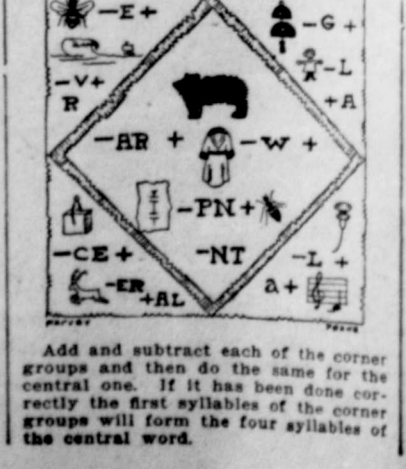 -E+
-G+
-L
-V+
R
+A
-AR + -W +
-PN+
-CE+
-NT
-L +
-ER
+AL
a+
Add and subtract each of the corner
groups and then do the same for the
central one. If it has been done cor-
rectly the first syllables of the corner
groups will form the four syllables of
the central word.